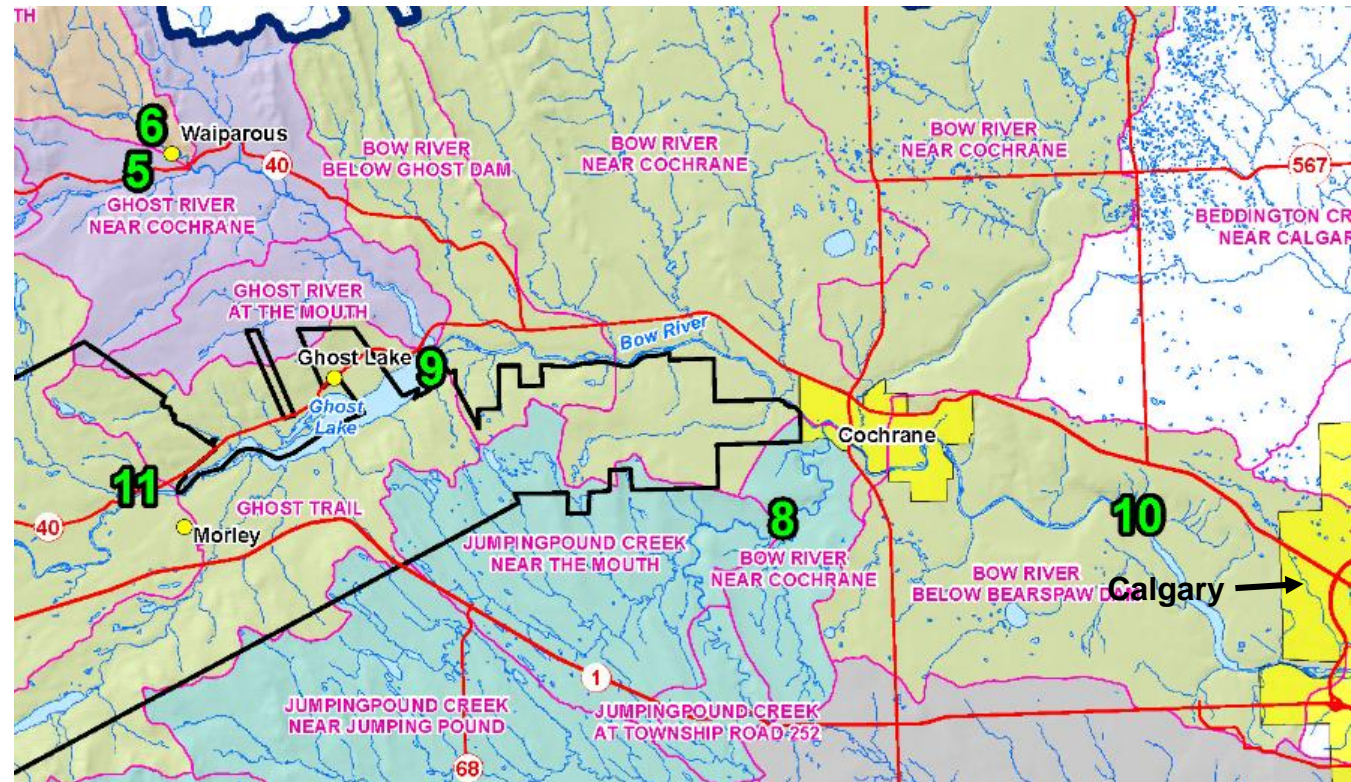 TH
6
Waiparous
5
40
GHOST RIVER
NEAR COCHRANE
BOW RIVER
BELOW GHOST DAM
BOW RIVER
NEAR COCHRANE
BOW RIVER
NEAR COCHRANE
567
BEDDINGTON CR
NEAR CALGAR
GHOST RIVER
AT THE MOUTH
Bow River
Ghost Lake
9
Ghost
Lake
Cochrane
11
40
Morley
GHOST TRAIL
JUMPINGPOUND CREEK
NEAR THE MOUTH
8
BOW RIVER
NEAR COCHRANE
10
BOW RIVER
BELOW BEARSPAW DAM
Calgary
1
JUMPINGPOUND CREEK
NEAR JUMPING POUND
JUMPINGPOUND CREEK
AT TOWNSHIP ROAD 252
68